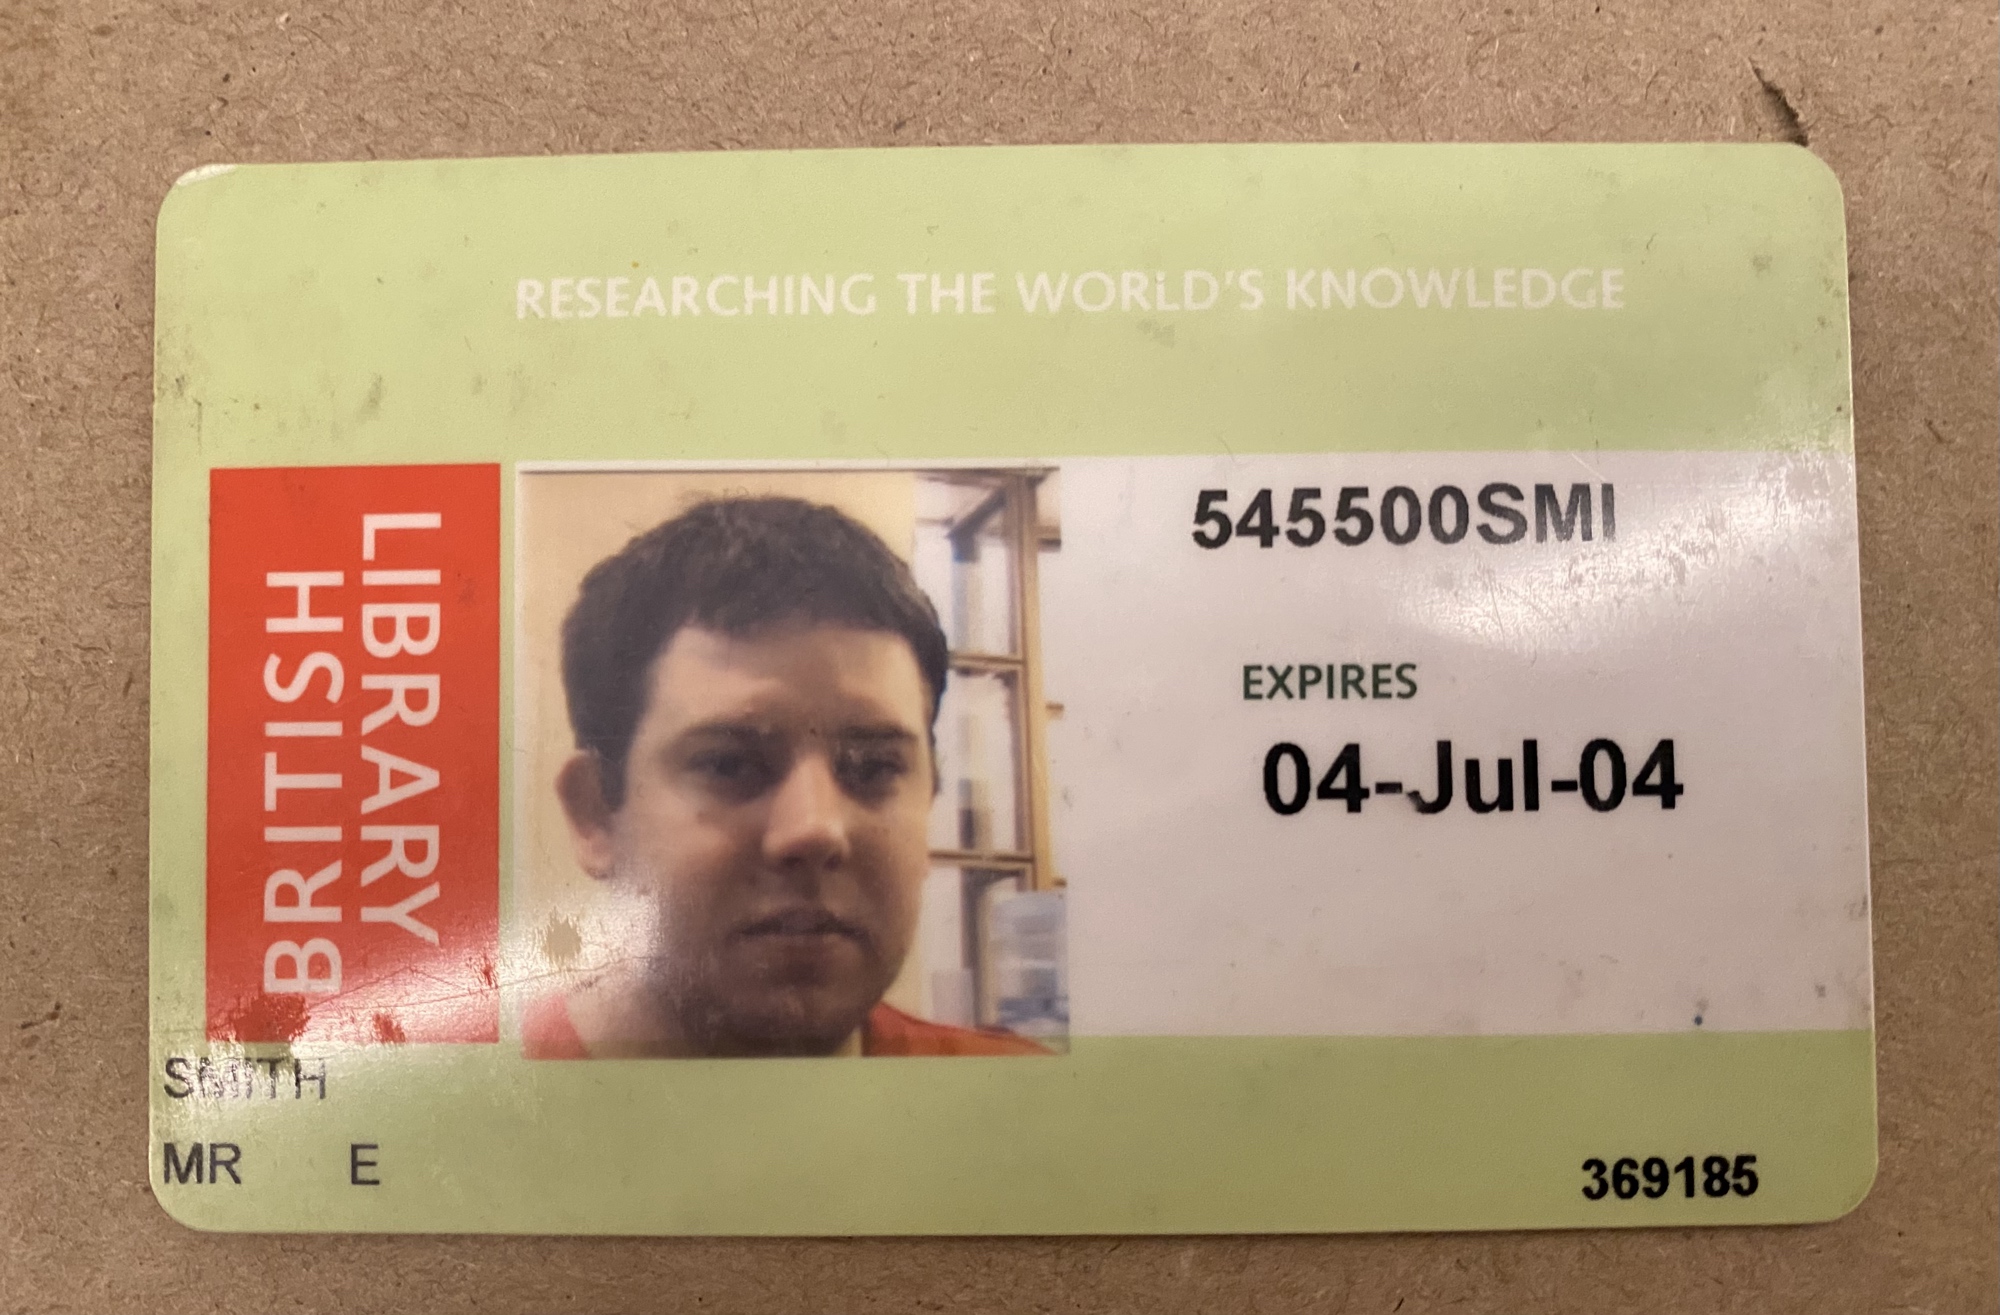 RESEARCHING THE WORLD'S KNOWLEDGE
BRITISH
LIBRARY
545500SMI
EXPIRES
04-Jul-04
SMITH
MR E
369185